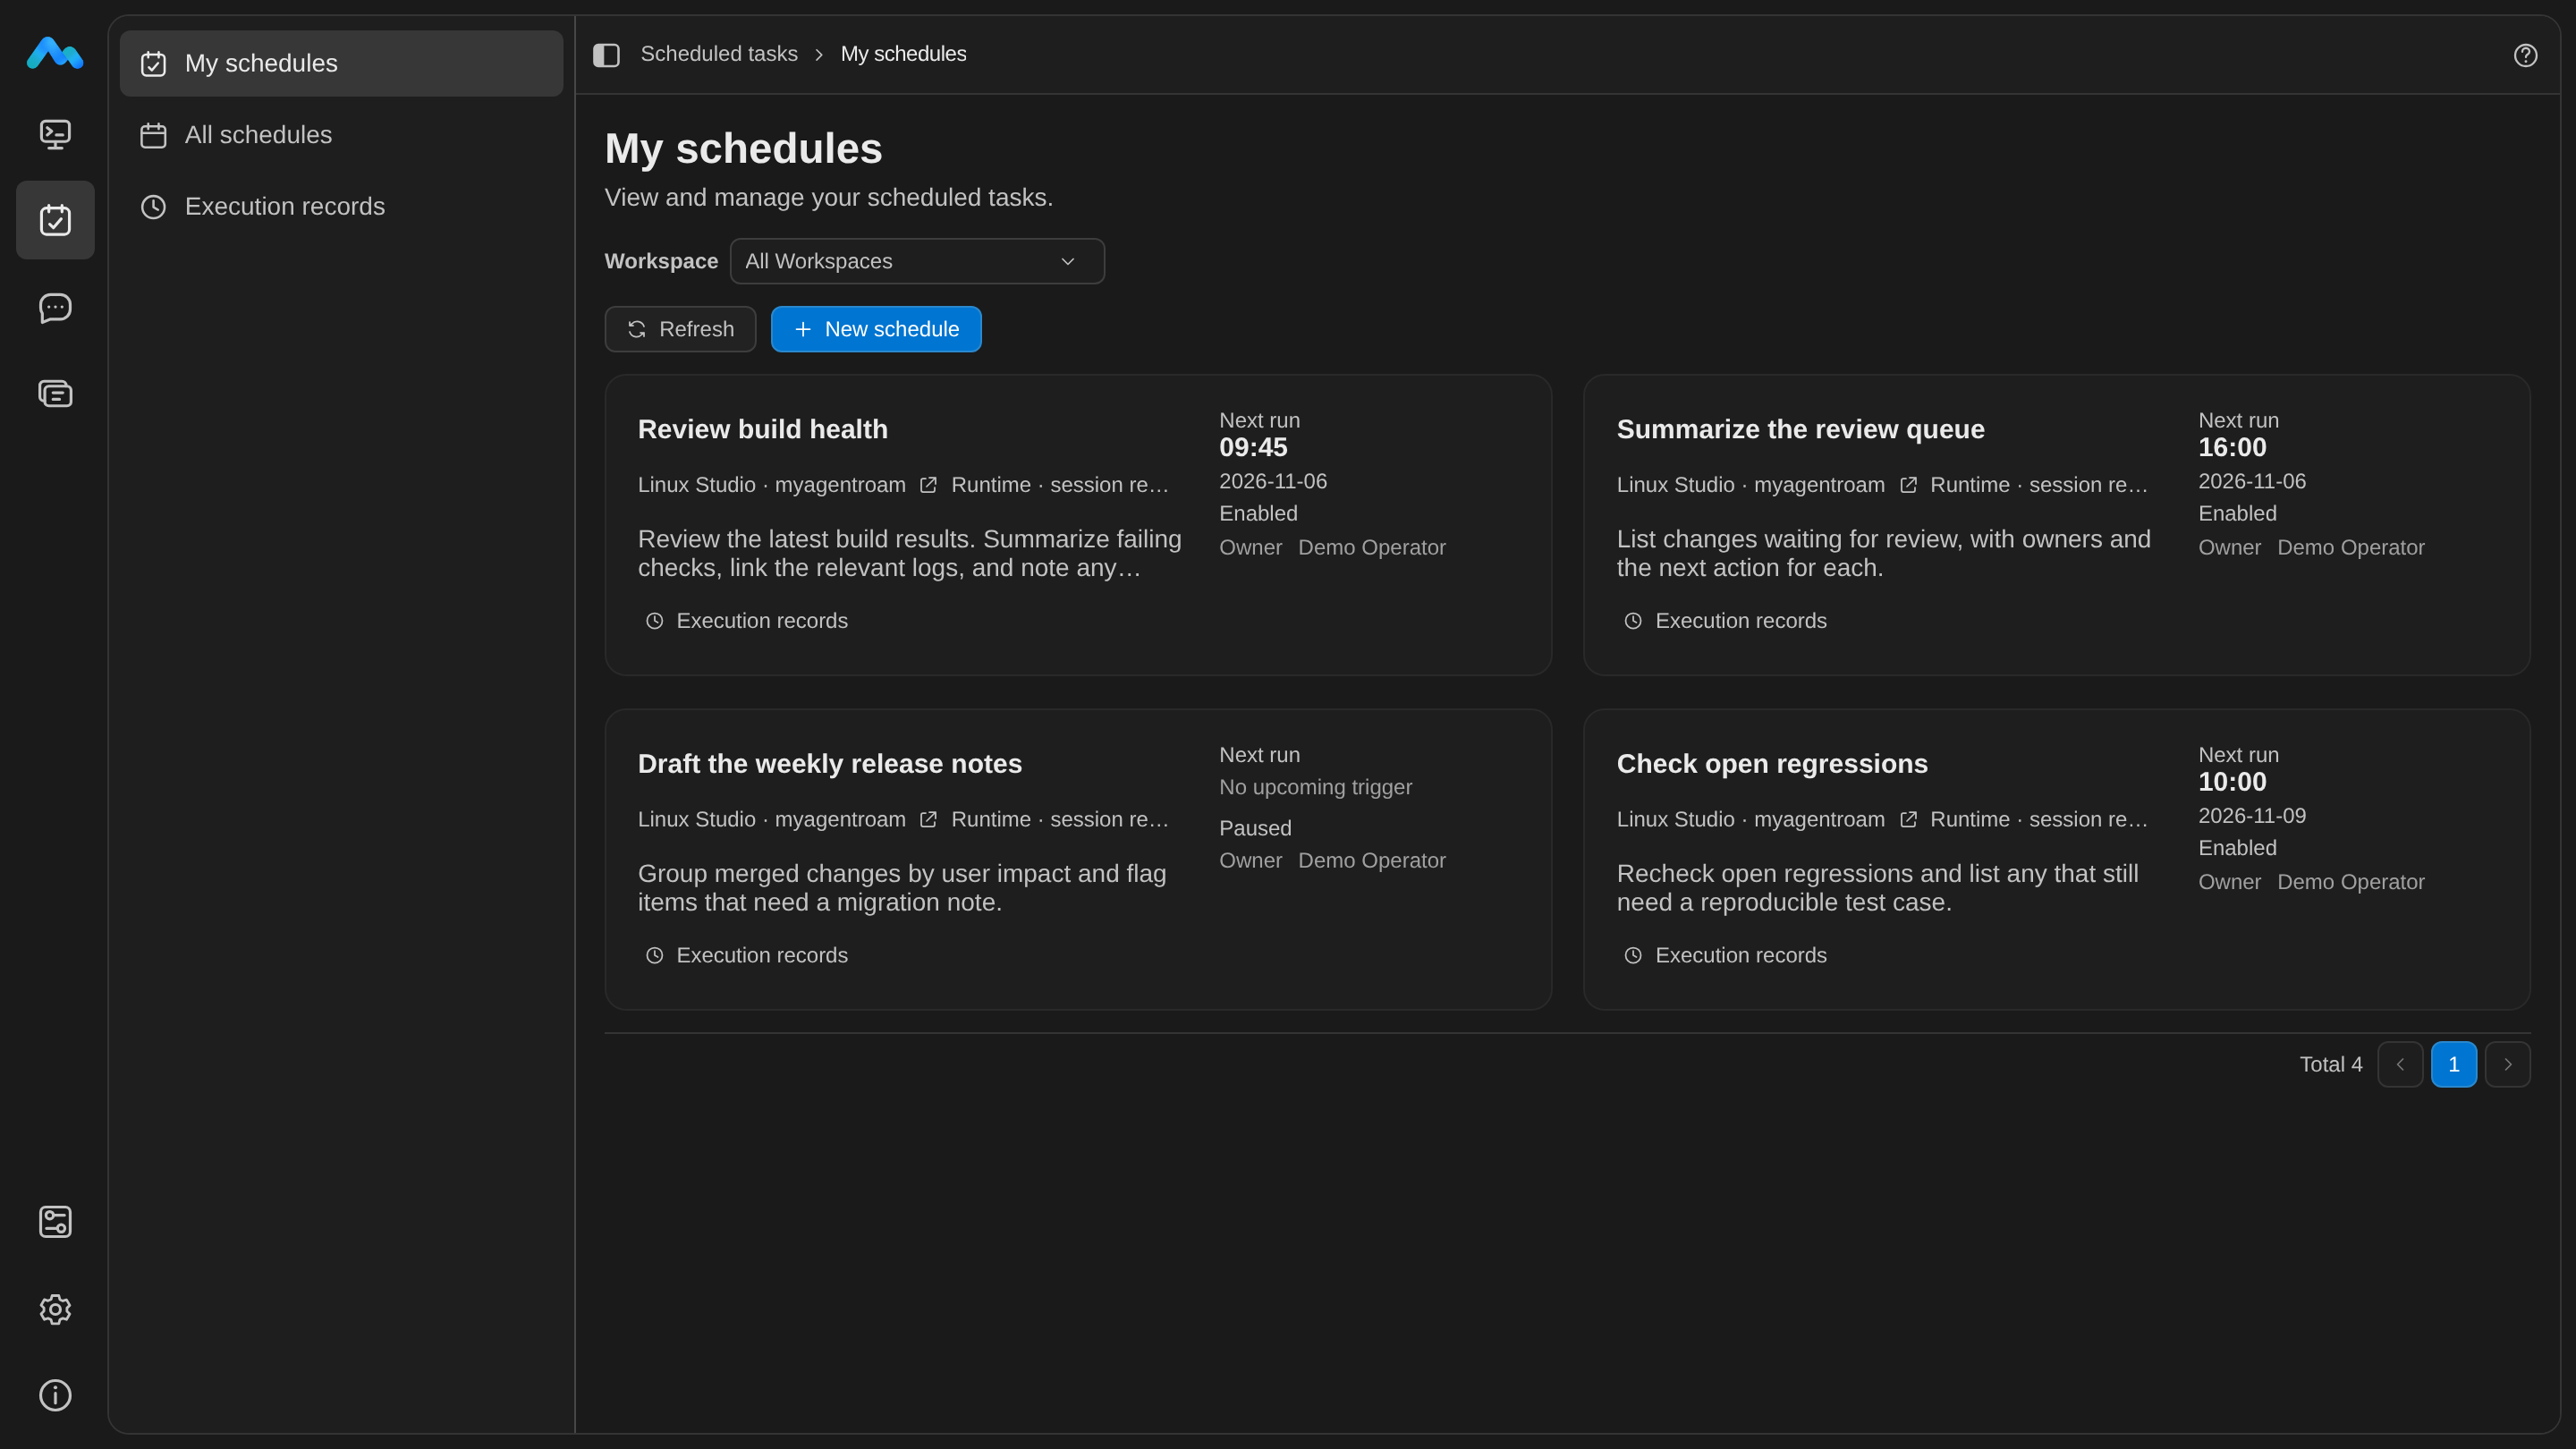 My schedules
All schedules
Execution records
Scheduled tasks
My schedules
My schedules
View and manage your scheduled tasks.
Workspace
All Workspaces
Refresh
New schedule
Review build health
Linux Studio · myagentroam
Runtime · session re…
Review the latest build results. Summarize failing
checks, link the relevant logs, and note any…
Execution records
Next run
09:45
2026-11-06
Enabled
Owner Demo Operator
Summarize the review queue
Linux Studio · myagentroam
Runtime · session re…
List changes waiting for review, with owners and
the next action for each.
Execution records
Next run
16:00
2026-11-06
Enabled
Owner Demo Operator
Draft the weekly release notes
Linux Studio · myagentroam
Runtime · session re…
Group merged changes by user impact and flag
items that need a migration note.
Execution records
Next run
No upcoming trigger
Paused
Owner Demo Operator
Check open regressions
Linux Studio · myagentroam
Runtime · session re…
Recheck open regressions and list any that still
need a reproducible test case.
Execution records
Next run
10:00
2026-11-09
Enabled
Owner Demo Operator
Total 4
1